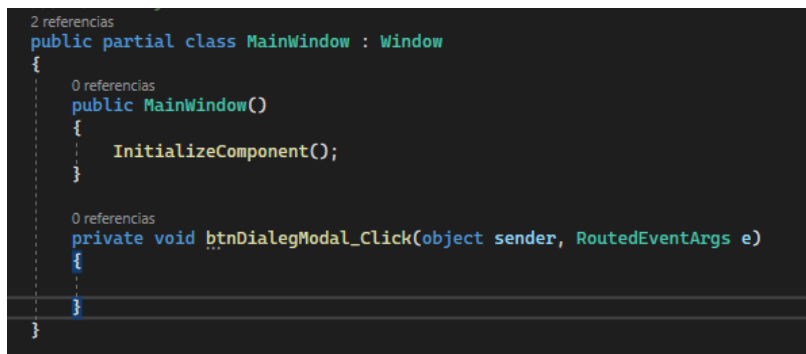 2 referencias
public partial class MainWindow : Window
{
0 referencias
public MainWindow()
{
InitializeComponent();
}
0 referencias
private void btnDialegModal_Click(object sender, RoutedEventArgs e)
{
}
}